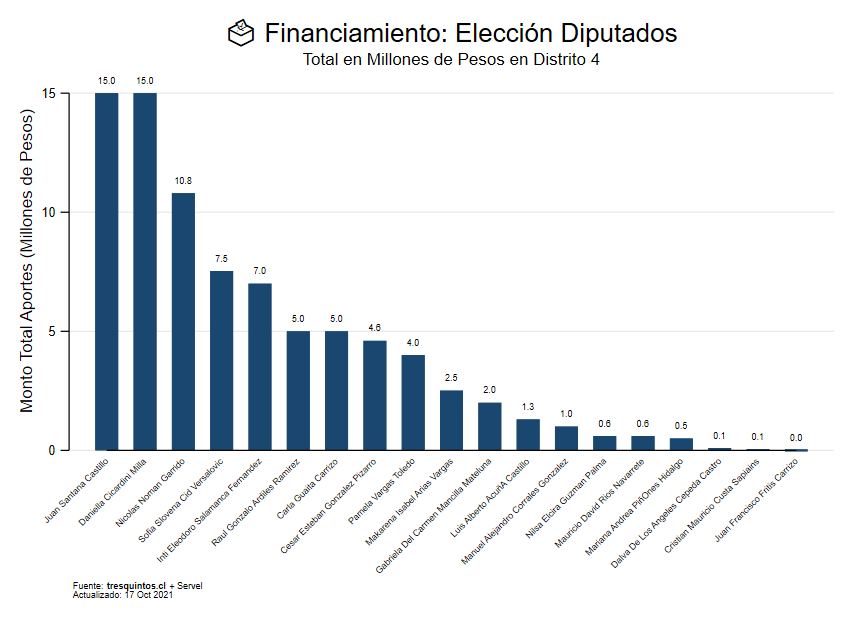 Financiamiento: Elección Diputados
Total en Millones de Pesos en Distrito 4
Monto Total Aportes (Millones de Pesos)
15
10
5
0
15.0
15.0
10.8
7.5
7.0
5.0
5.0
4.6
4.0
2.5
2.0
1.3
1.0
0.6
0.6
0.5
0.1
0.1
0.0
Juan Santana Castillo
Daniella Cicardini Milla
Nicolas Noman Garrido
Sofia Slovena Cid Versalovic
Inti Eleodoro Salamanca Fernandez
Raul Gonzalo Ardiles Ramirez
Carla Guaita Carrizo
Cesar Esteban Gonzalez Pizarro
Pamela Vargas Toledo
Makarena Isabel Arias Vargas
Gabriela Del Carmen Mancilla Mateluna
Luis Alberto AcuñA Castillo
Manuel Alejandro Corrales Gonzalez
Nilsa Elcira Guzman Palma
Mauricio David Rios Navarrete
Mariana Andrea PiñOnes Hidalgo
Dalva De Los Angeles Cepeda Castro
Cristian Mauricio Custa Sapiains
Juan Francisco Fritis Carrizo
Fuente: tresquintos.cl + Servel
Actualizado: 17 Oct 2021